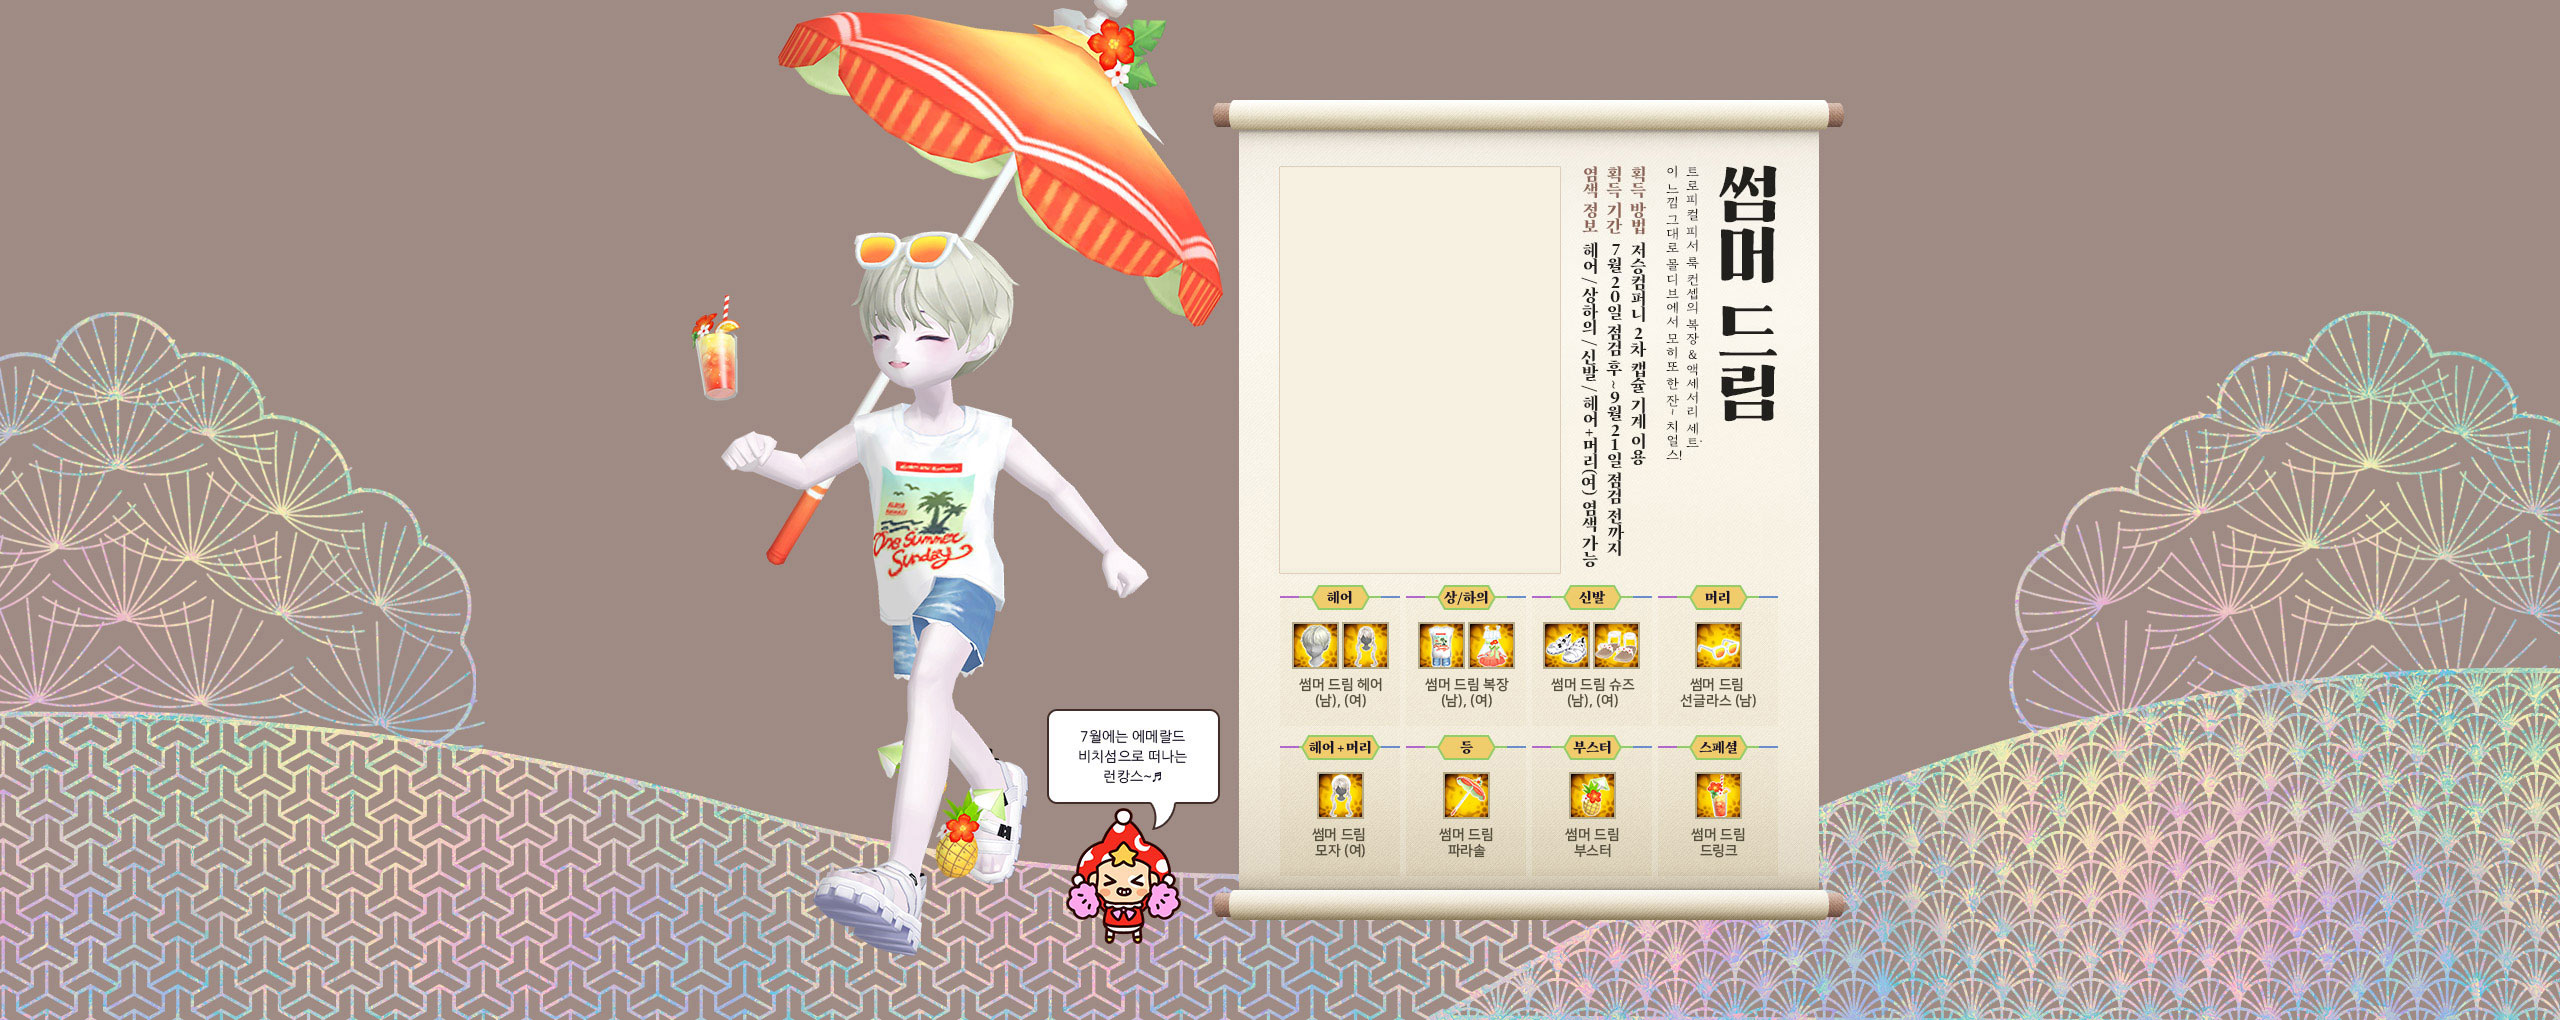 썸머 드림
트로피컬 피서 룩 컨셉의 복장 & 액세서리 세트.
이 느낌 그대로 몰디브에서 모히또 한 잔~ 치얼스!
획득 방법 저승컴퍼니 2차 캡슐 기계 이용
획득 기간 7월 20일 점검 후 ~ 9월 21일 점검 전까지
염색 정보 헤어 / 상하의 / 신발 / 헤어+머리(여) 염색 가능
헤어
썸머 드림 헤어
(남), (여)
상/하의
썸머 드림 복장
(남), (여)
신발
썸머 드림 슈즈
(남), (여)
머리
썸머 드림
선글라스 (남)
헤어+머리
썸머 드림
모자 (여)
등
썸머 드림
파라솔
부스터
썸머 드림
부스터
스페셜
썸머 드림
드링크
7월에는 에메랄드
비치섬으로 떠나는
런캉스~♬
One Summer
Sunday